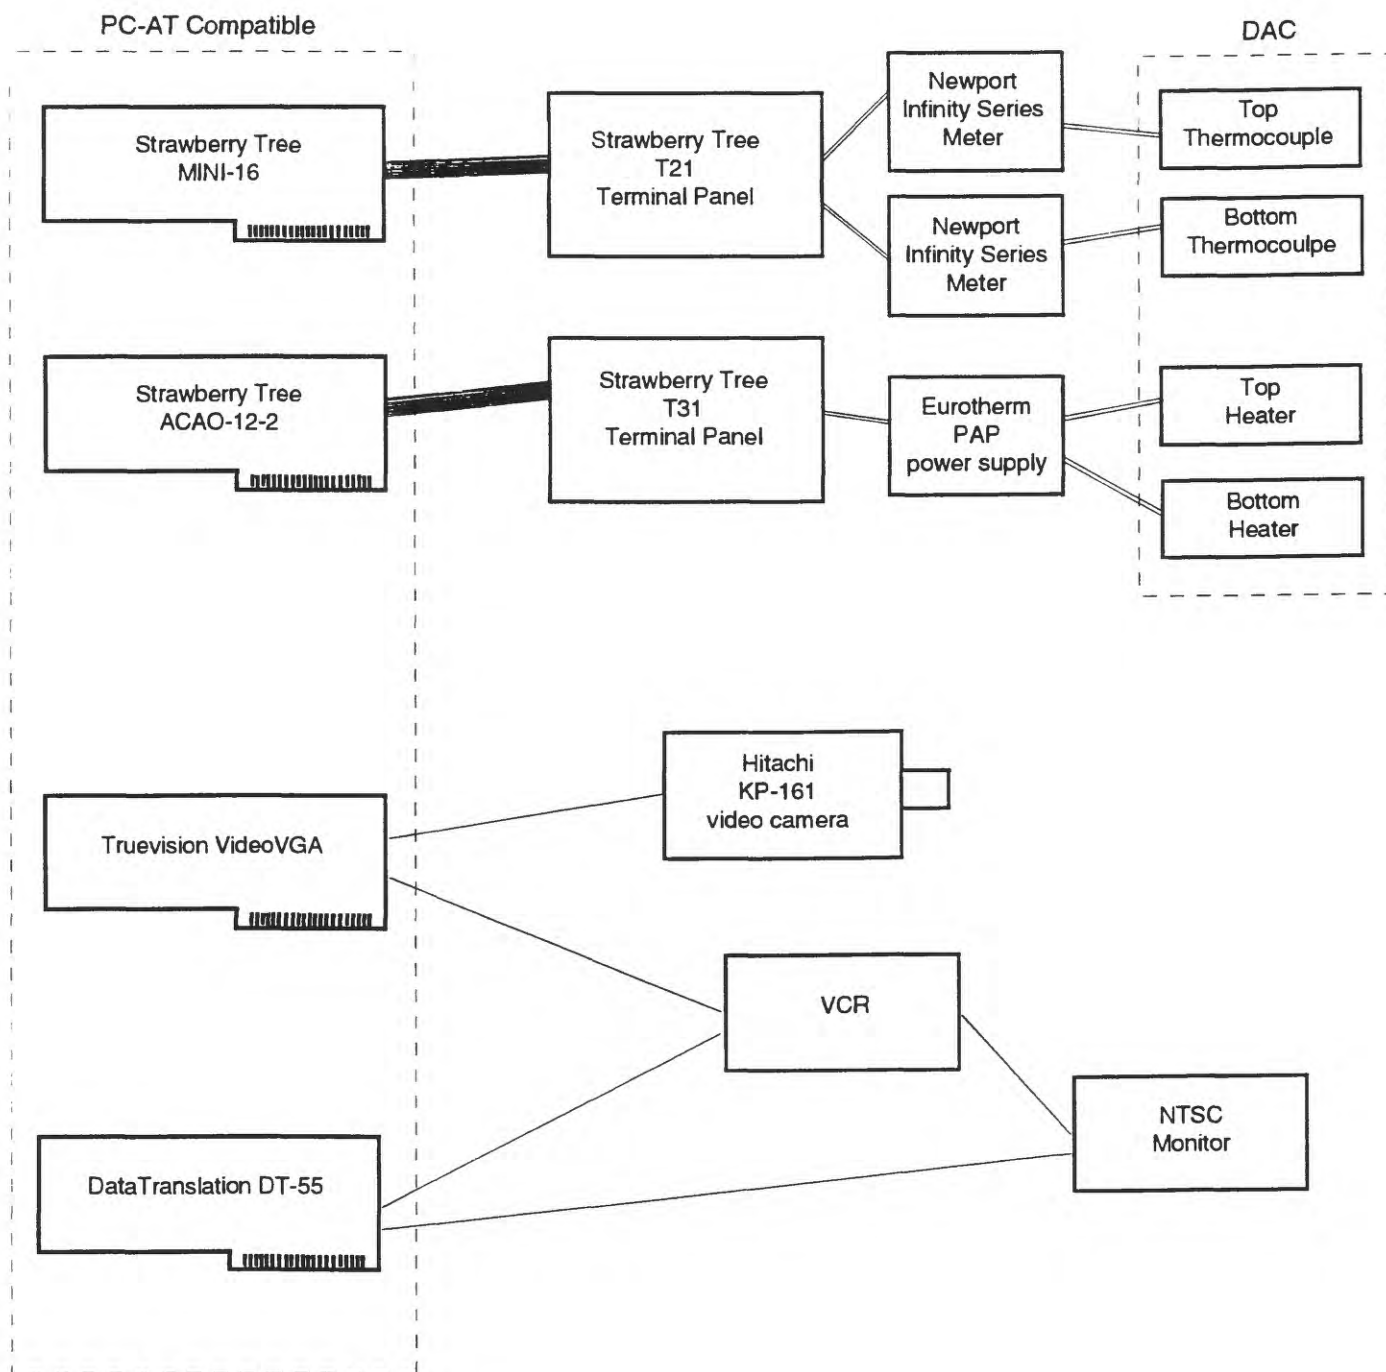 PC-AT Compatible
DAC
Strawberry Tree
MINI-16
Strawberry Tree
T21
Terminal Panel
Newport
Infinity Series
Meter
Top
Thermocouple
Newport
Infinity Series
Meter
Bottom
Thermocoulpe
Strawberry Tree
ACAO-12-2
Strawberry Tree
T31
Terminal Panel
Eurotherm
PAP
power supply
Top
Heater
Bottom
Heater
Truevision VideoVGA
Hitachi
KP-161
video camera
VCR
NTSC
Monitor
DataTranslation DT-55